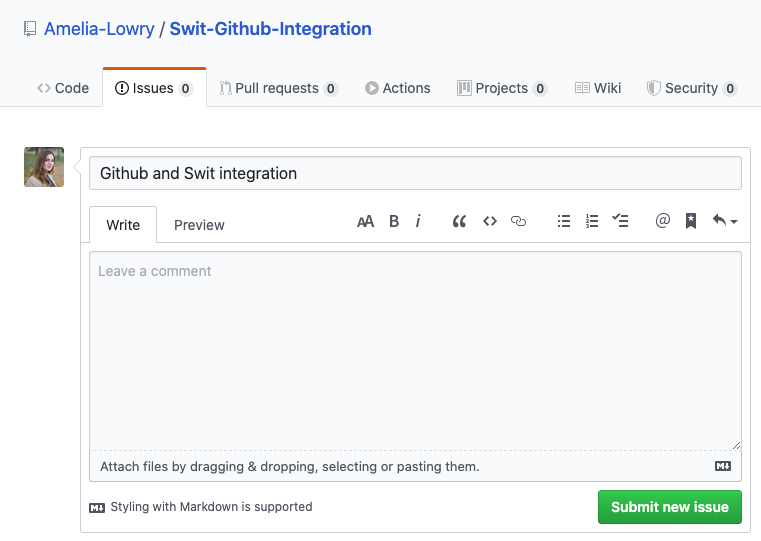 Amelia-Lowry / Swit-Github-Integration
Code Issues 0 Pull requests 0 Actions Projects 0 Wiki Security 0
Github and Swit integration
Write Preview AA B i @
Leave a comment
Attach files by dragging & dropping, selecting or pasting them.
Styling with Markdown is supported Submit new issue